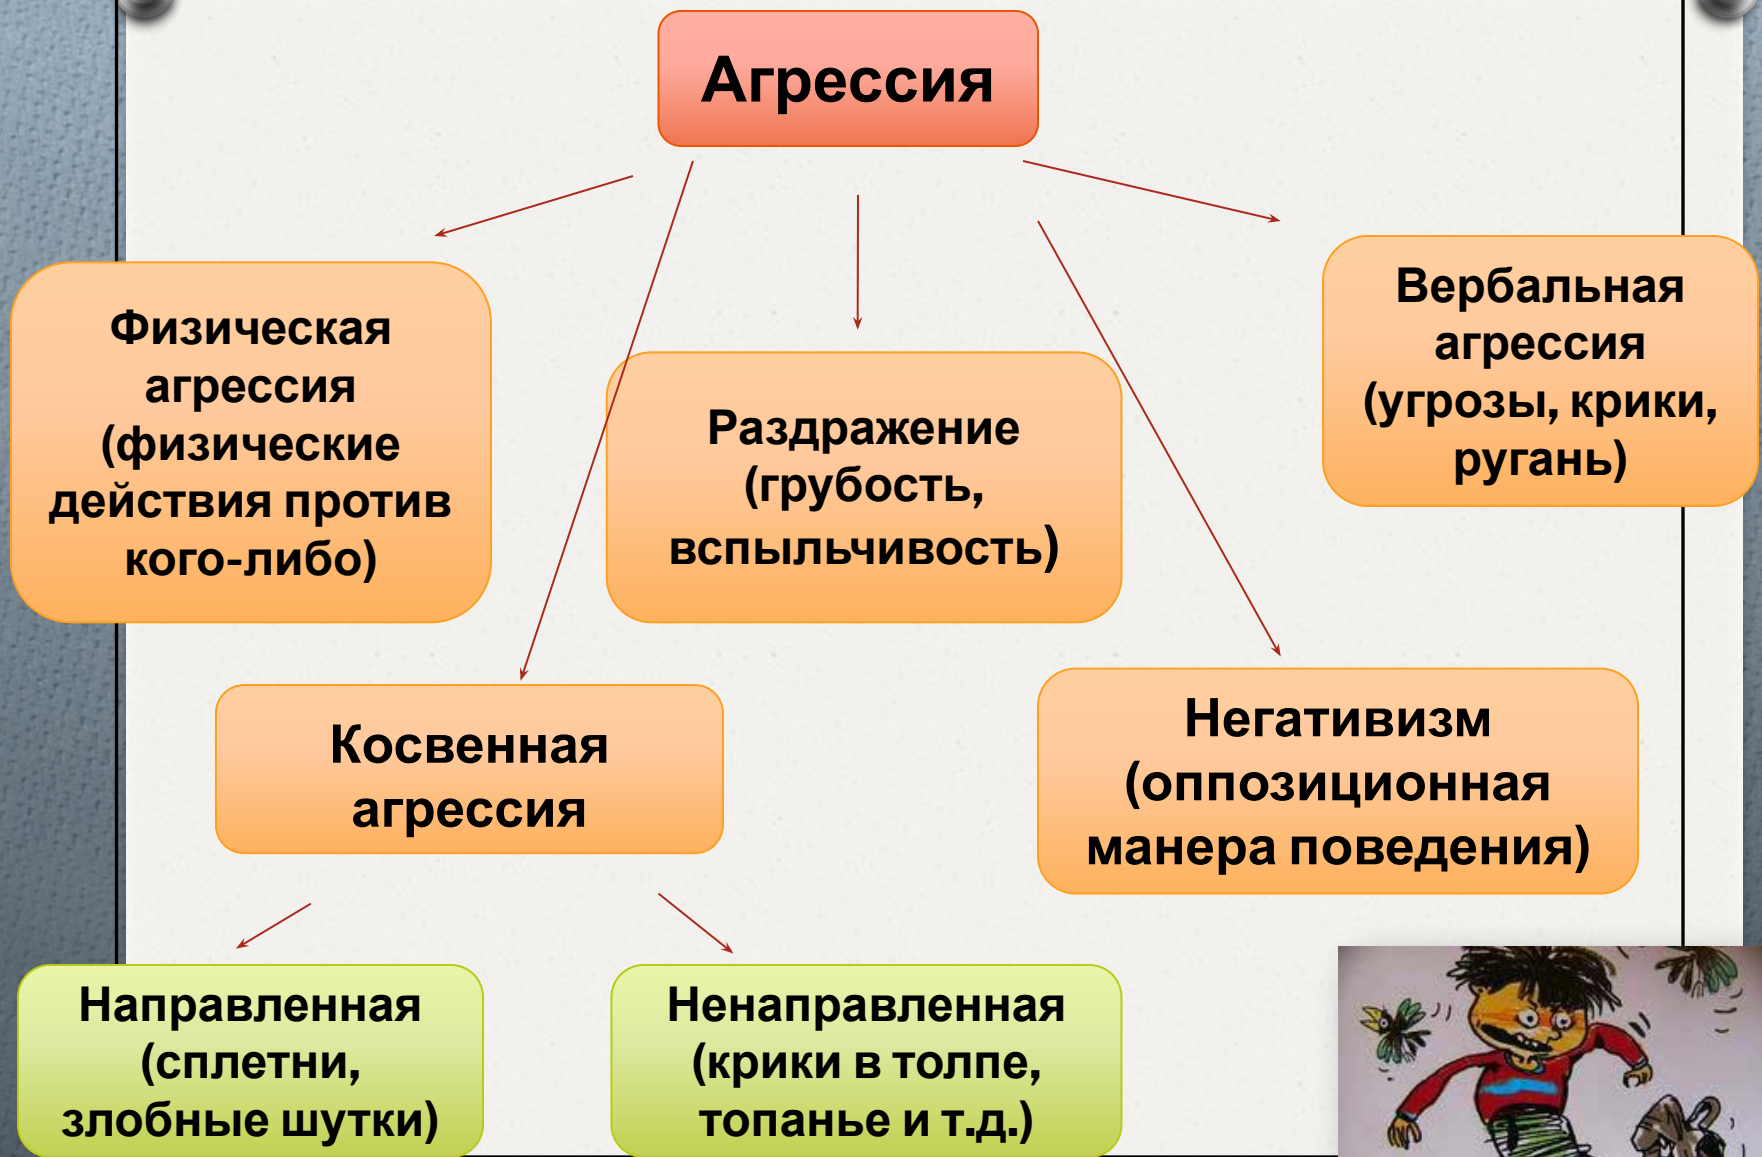 Агрессия
Физическая
агрессия
(физические
действия против
кого-либо)
Раздражение
(грубость,
вспыльчивость)
Вербальная
агрессия
(угрозы, крики,
ругань)
Косвенная
агрессия
Негативизм
(оппозиционная
манера поведения)
Направленная
(сплетни,
злобные шутки)
Ненаправленная
(крики в толпе,
топанье и т.д.)